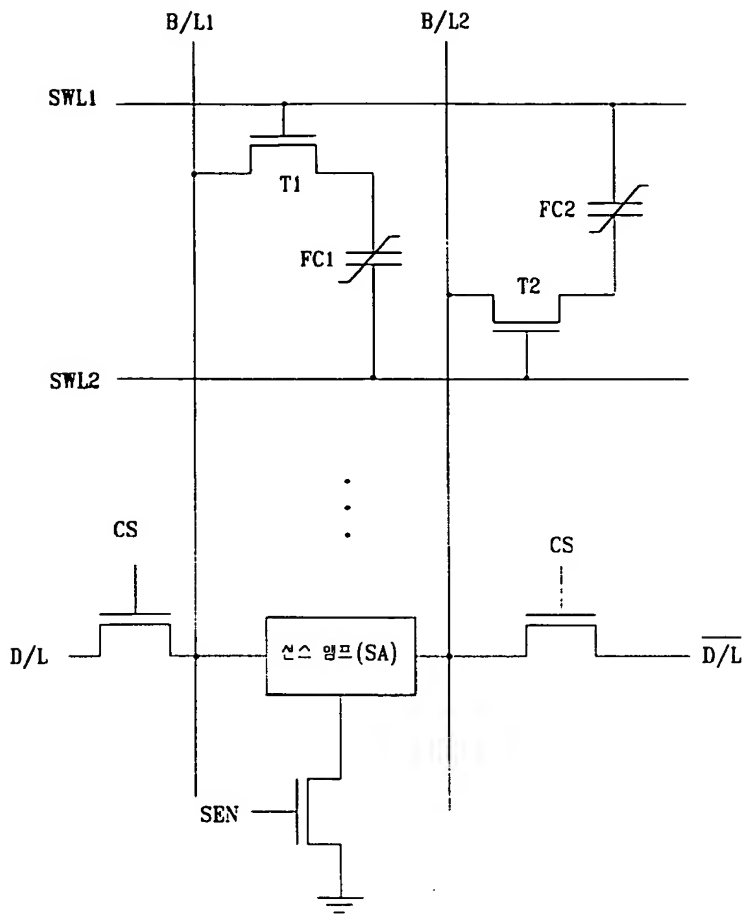 B/L1 B/L2
SWL1
T1
FC2
FC1
T2
SWL2
CS CS
D/L 센스 앰프(SA) D/L
SEN